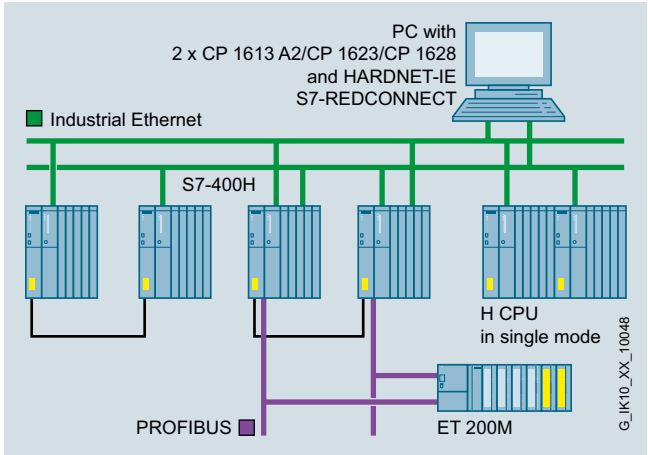 PC with
2 x CP 1613 A2/CP 1623/CP 1628
and HARDNET-IE
S7-REDCONNECT
Industrial Ethernet
S7-400H
H CPU
in single mode
PROFIBUS
ET 200M
G_IK10_XX_10048